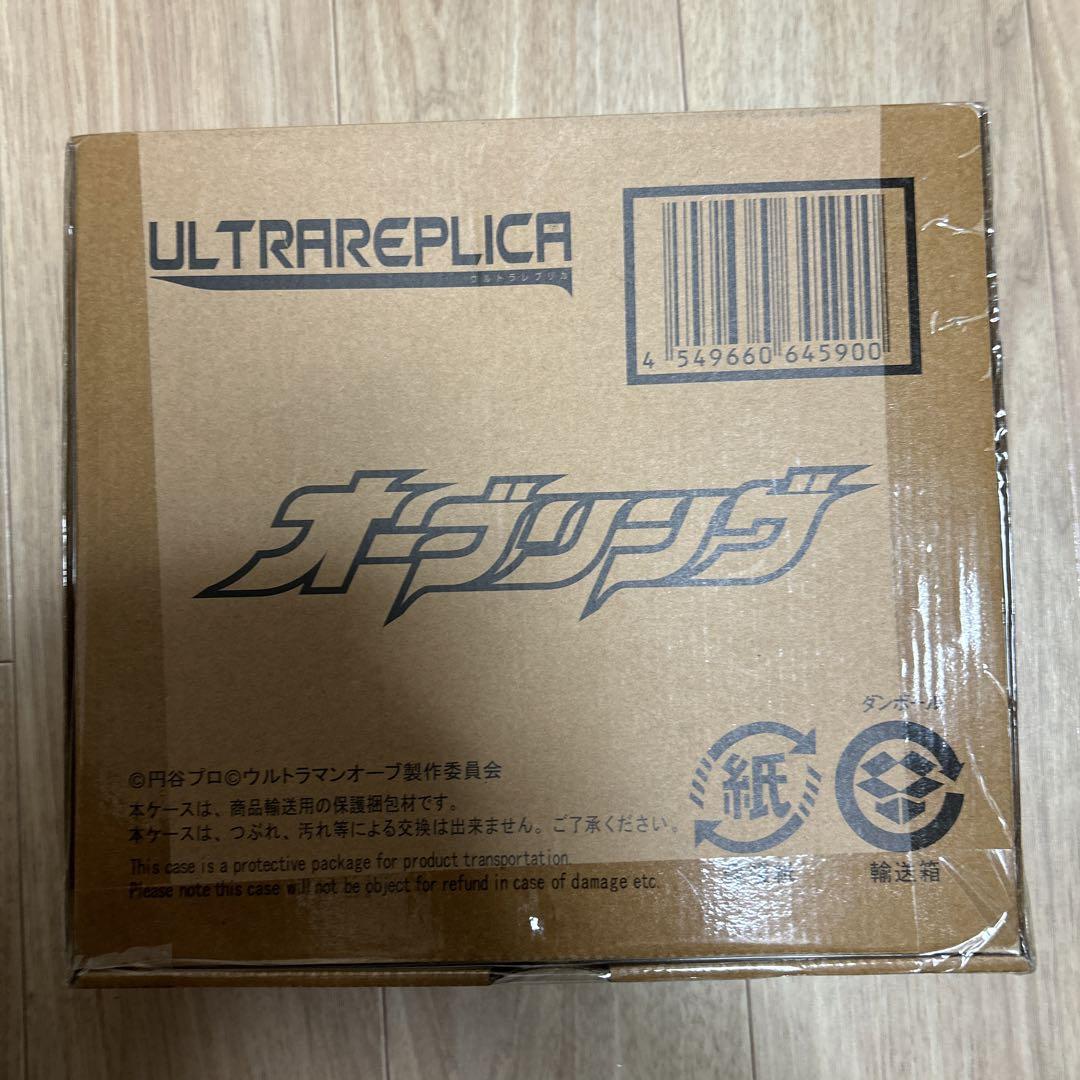 ULTRAREPLICA
ウルトラレプリカ
4 549660 645900
オーブリング
ダンボール
紙
©円谷プロ©ウルトラマンオーブ製作委員会
本ケースは、商品輸送用の保護梱包材です。
本ケースは、つぶれ、汚れ等による交換は出来ません。ご了承ください。
This case is a protective package for product transportation.
Please note this case will not be object for refund in case of damage etc.
輸送箱